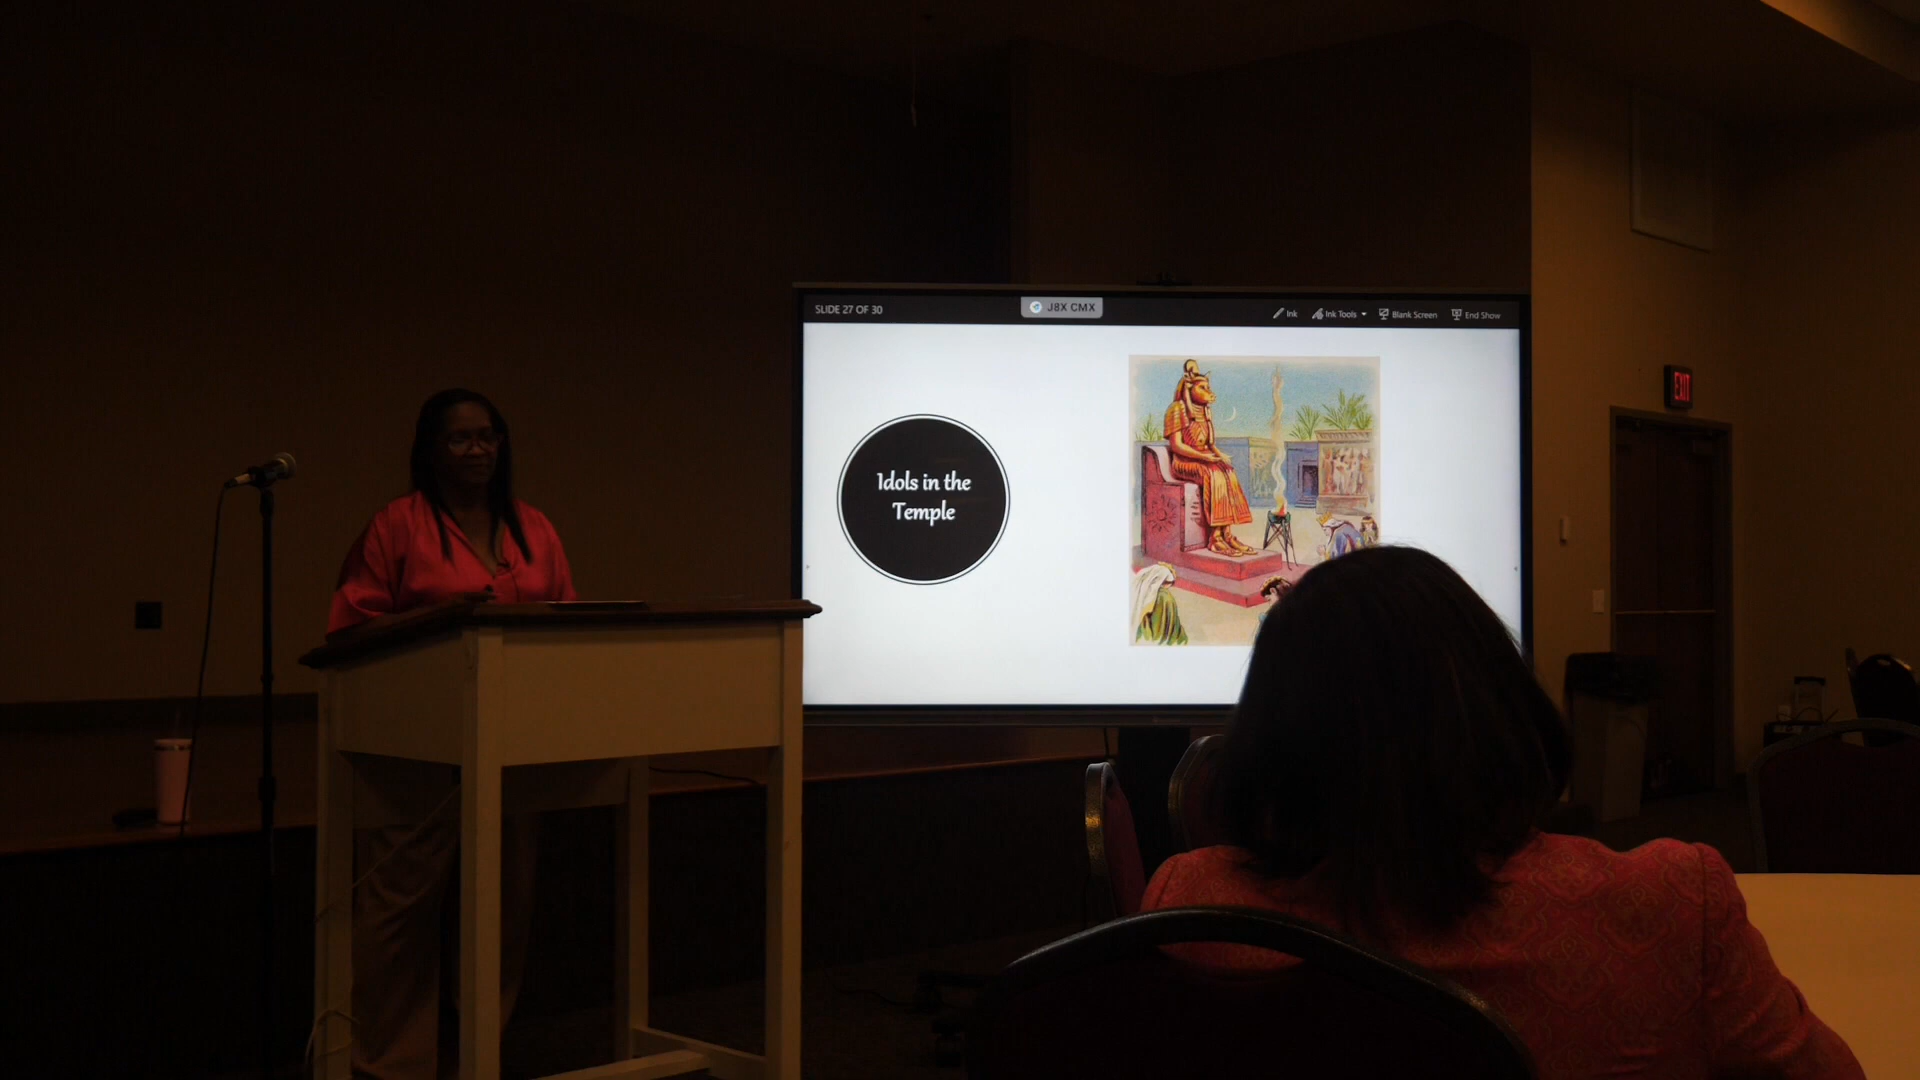 SLIDE 27 OF 30
J8X CMX
Ink
Ink Tools
Blank Screen
End Show
Idols in the
Temple
EXIT